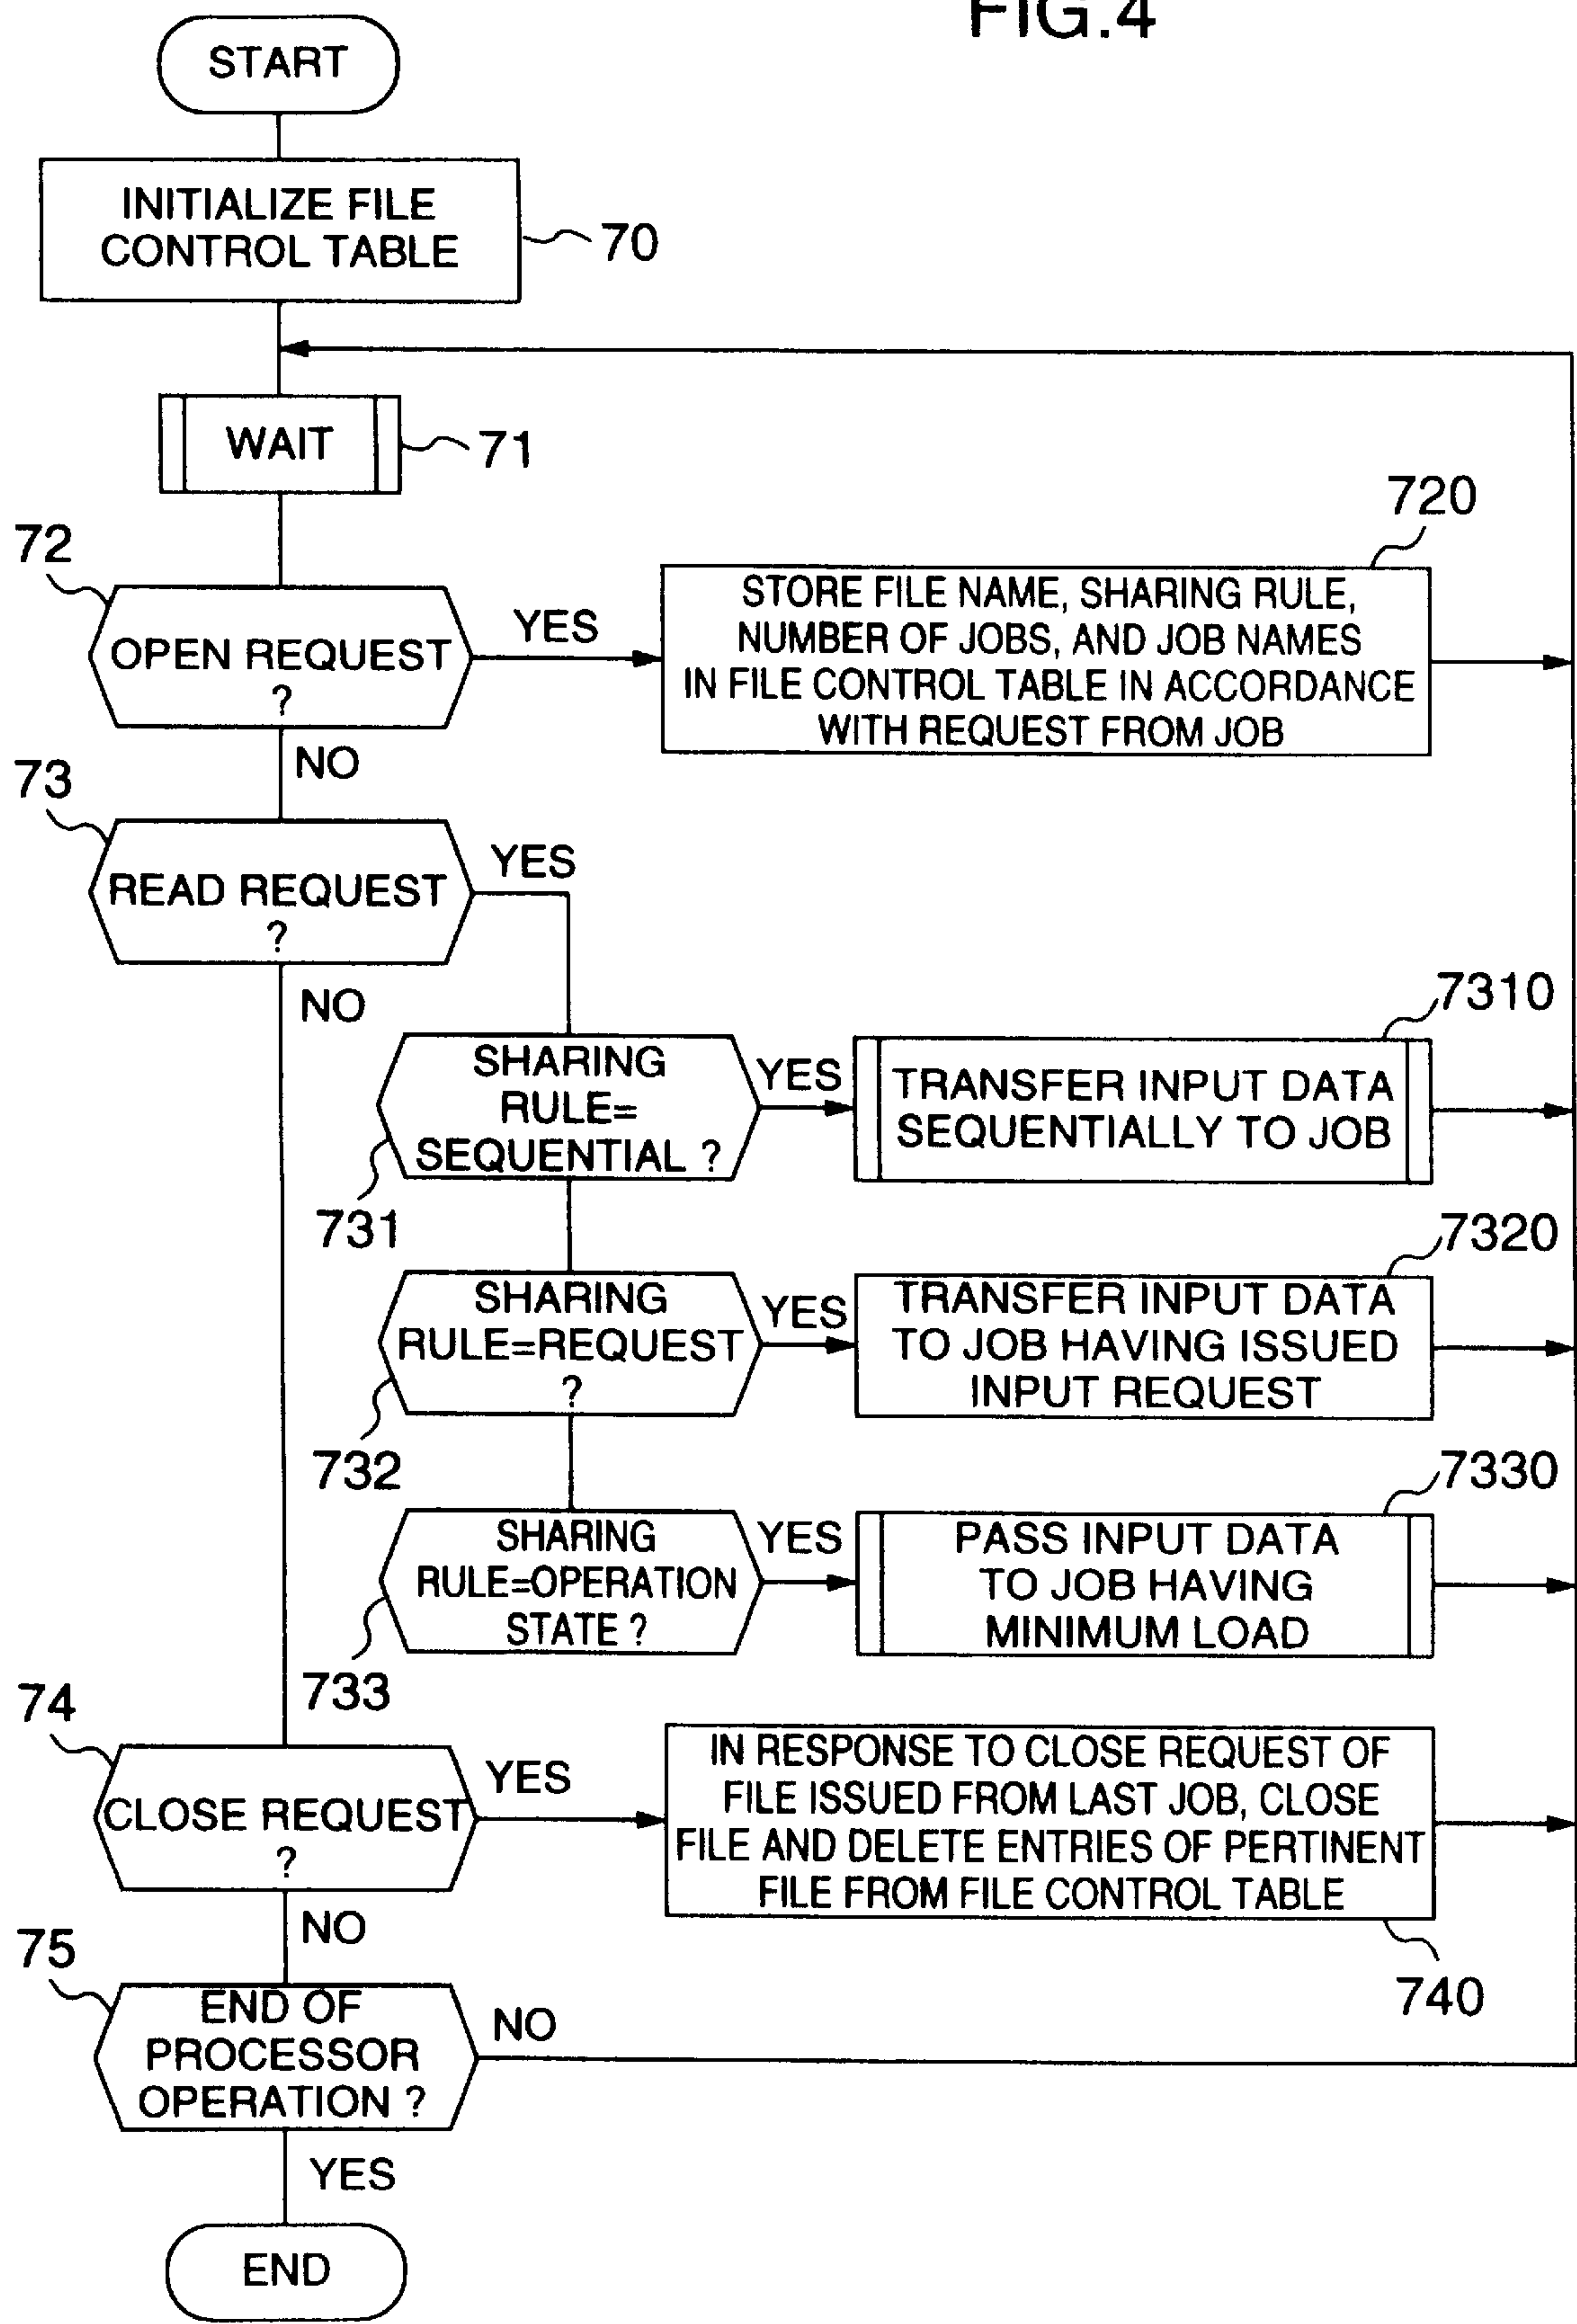 FIG.4
START
INITIALIZE FILE
CONTROL TABLE
70
WAIT
71
72
OPEN REQUEST
?
YES
NO
720
STORE FILE NAME, SHARING RULE,
NUMBER OF JOBS, AND JOB NAMES
IN FILE CONTROL TABLE IN ACCORDANCE
WITH REQUEST FROM JOB
73
READ REQUEST
?
YES
NO
SHARING
RULE=
SEQUENTIAL ?
731
YES
7310
TRANSFER INPUT DATA
SEQUENTIALLY TO JOB
SHARING
RULE=REQUEST
?
732
YES
7320
TRANSFER INPUT DATA
TO JOB HAVING ISSUED
INPUT REQUEST
SHARING
RULE=OPERATION
STATE ?
733
YES
7330
PASS INPUT DATA
TO JOB HAVING
MINIMUM LOAD
74
CLOSE REQUEST
?
YES
NO
IN RESPONSE TO CLOSE REQUEST OF
FILE ISSUED FROM LAST JOB, CLOSE
FILE AND DELETE ENTRIES OF PERTINENT
FILE FROM FILE CONTROL TABLE
740
75
END OF
PROCESSOR
OPERATION ?
NO
YES
END